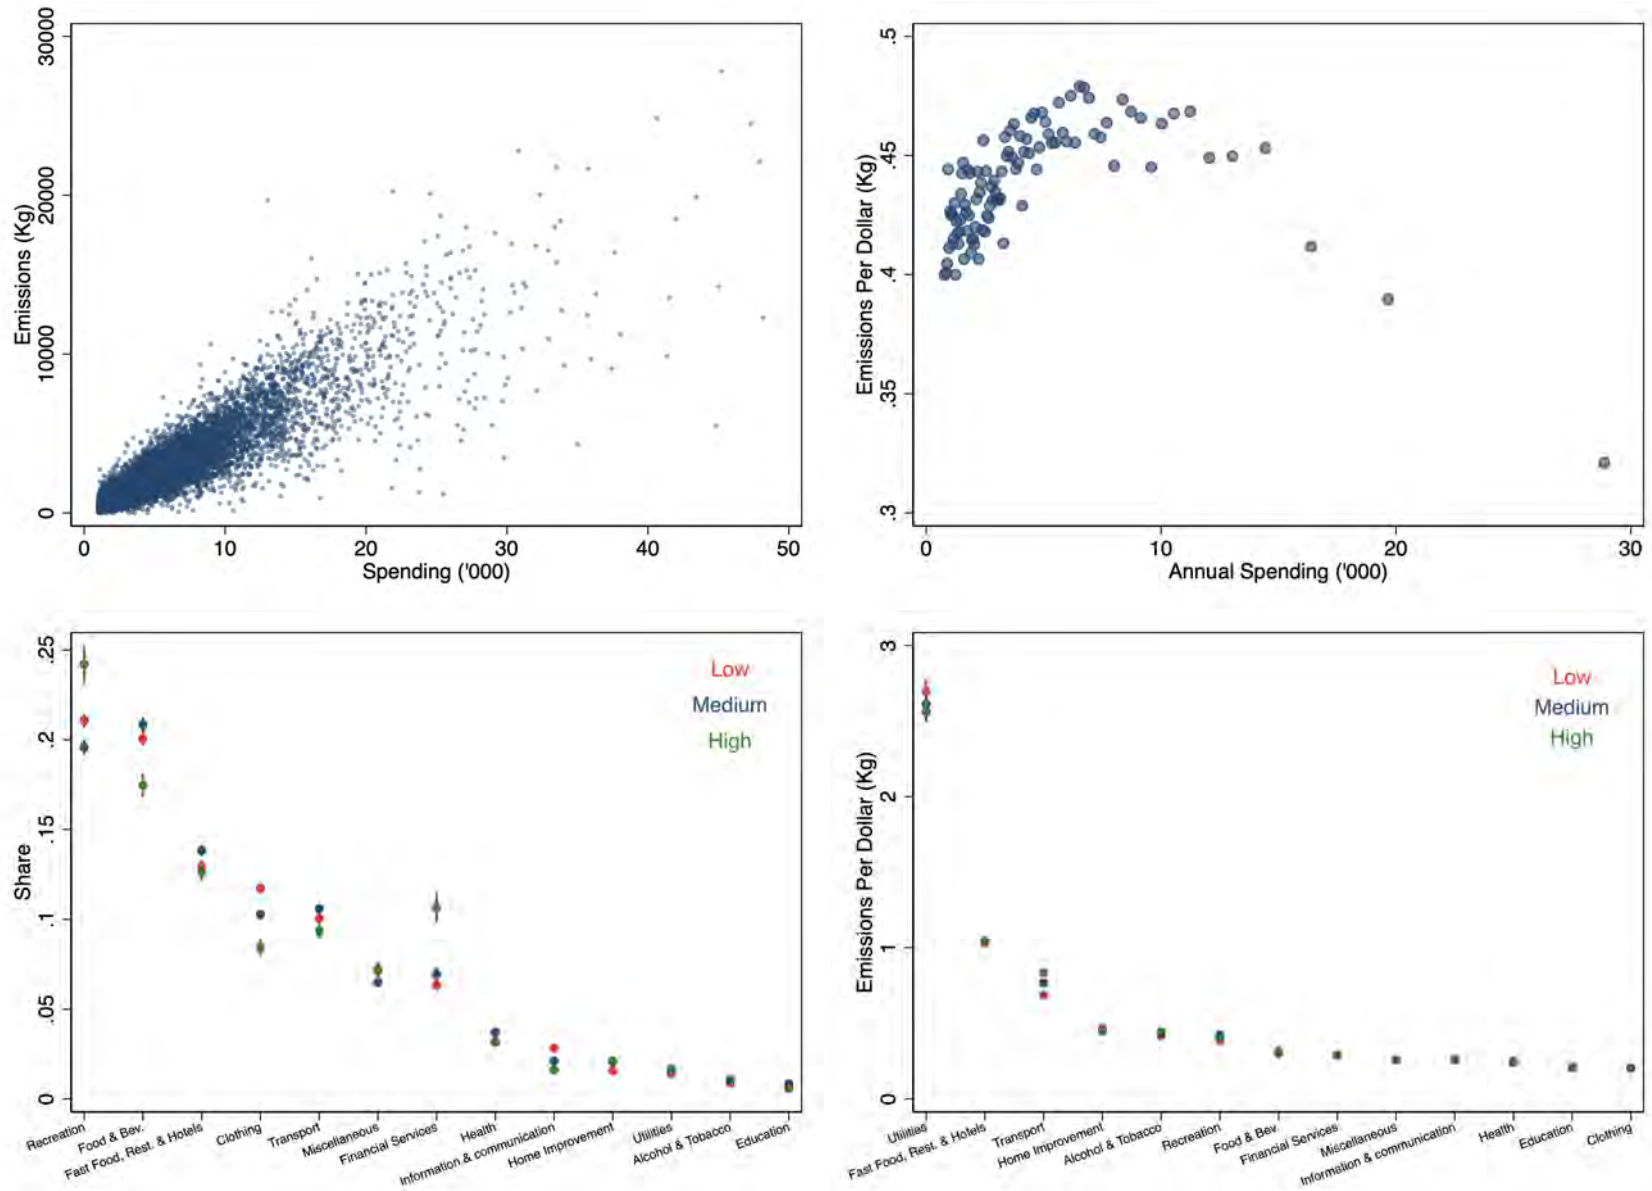 30000
20000
10000
0
Emissions (Kg)
0 10 20 30 40 50
Spending ('000)
.5
.45
.4
.35
.3
Emissions Per Dollar (Kg)
0 10 20 30
Annual Spending ('000)
.25
.2
.15
.1
.05
0
Share
Low
Medium
High
Recreation
Food & Bev.
Fast Food, Rest. & Hotels
Clothing
Transport
Miscellaneous
Financial Services
Health
Information & communication
Home Improvement
Utilities
Alcohol & Tobacco
Education
3
2
1
0
Emissions Per Dollar (Kg)
Low
Medium
High
Utilities
Fast Food, Rest. & Hotels
Transport
Home Improvement
Alcohol & Tobacco
Recreation
Food & Bev.
Financial Services
Miscellaneous
Information & communication
Health
Education
Clothing